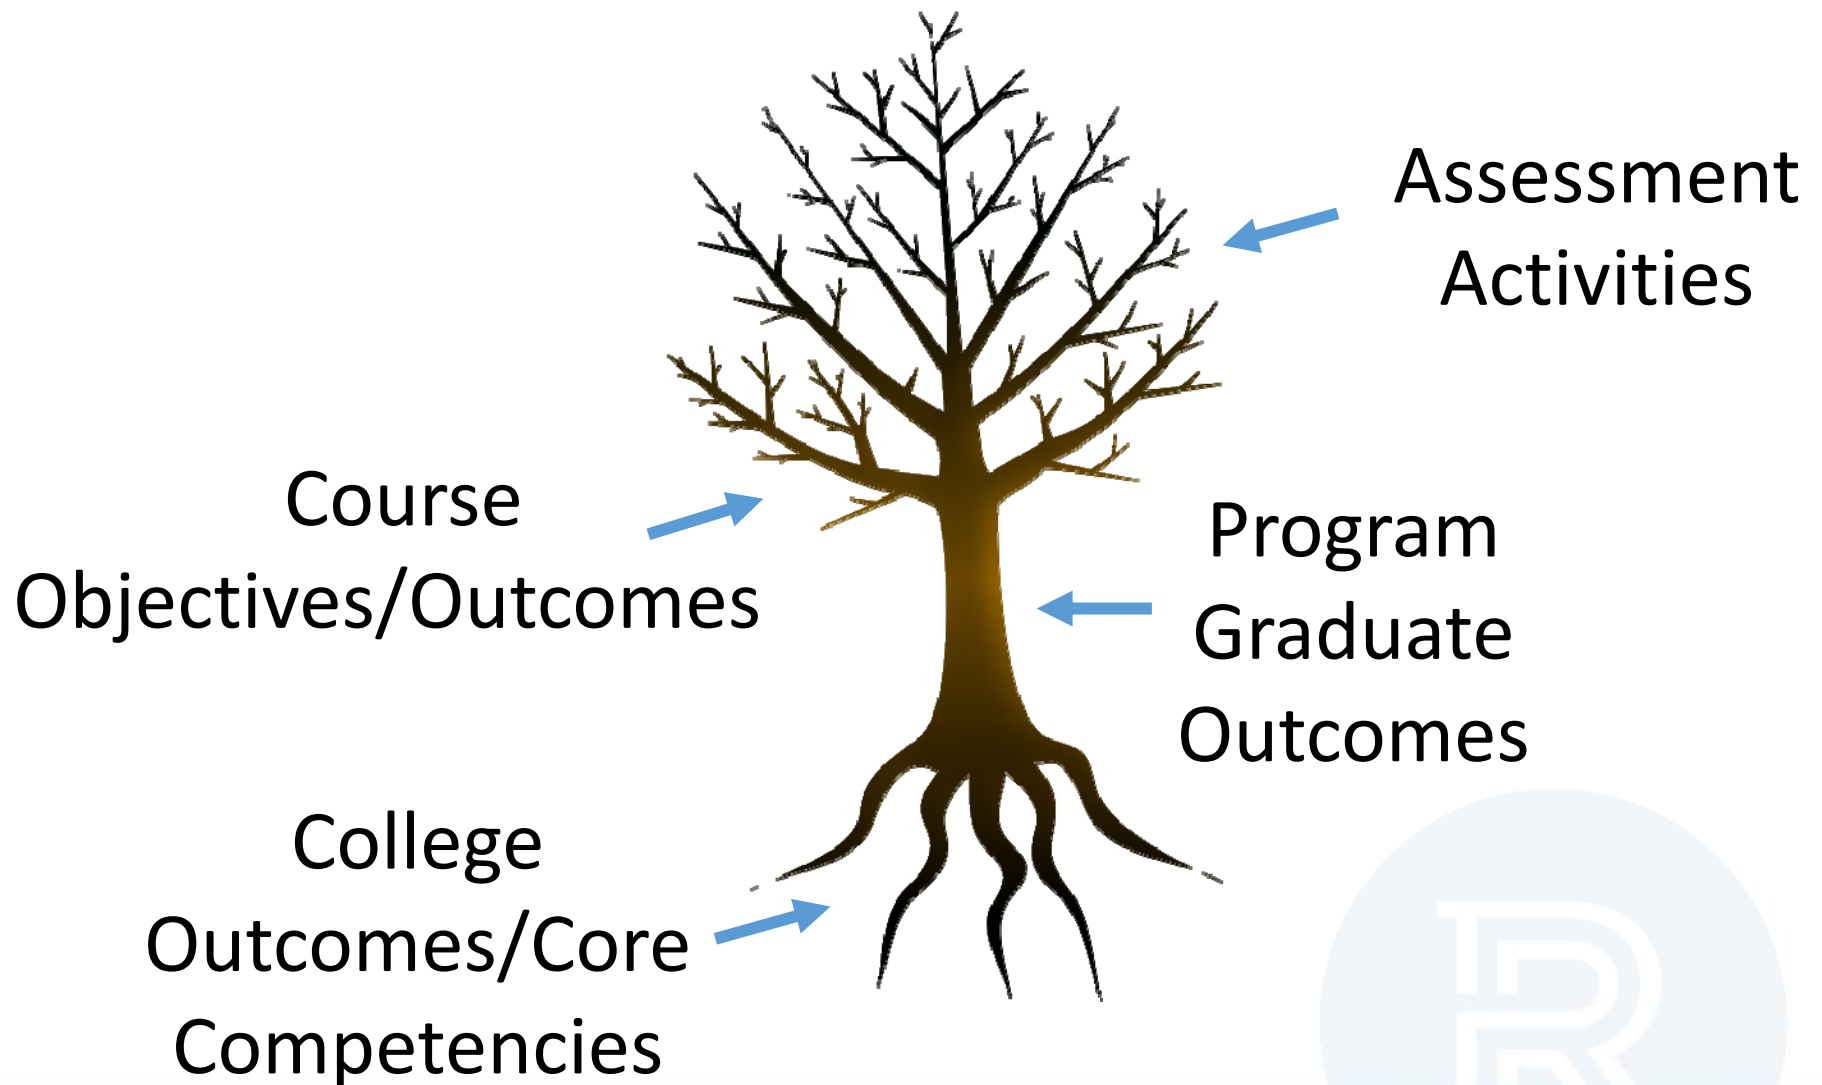 Assessment
Activities
Course
Objectives/Outcomes
Program
Graduate
Outcomes
College
Outcomes/Core
Competencies